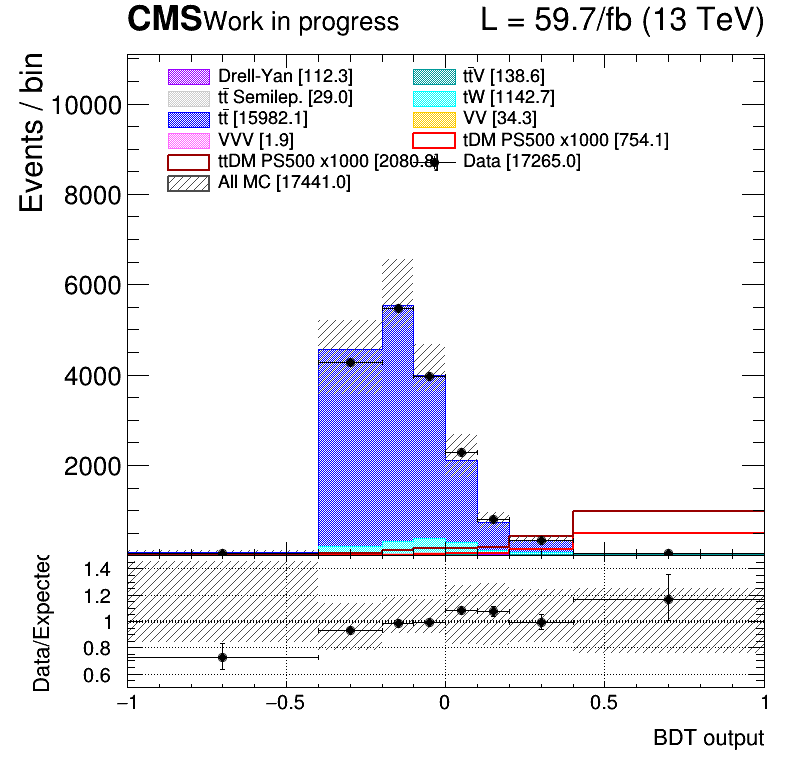 CMS Work in progress L = 59.7/fb (13 TeV)
Events / bin
10000
8000
6000
4000
2000
Drell-Yan [112.3]
tt̄V [138.6]
tt̄ Semilep. [29.0]
tW [1142.7]
tt̄ [15982.1]
VV [34.3]
VVV [1.9]
tDM PS500 x1000 [754.1]
ttDM PS500 x1000 [2080.8]
Data [17265.0]
All MC [17441.0]
Data/Expected
1.4
1.2
1
0.8
0.6
−1 −0.5 0 0.5 1
BDT output